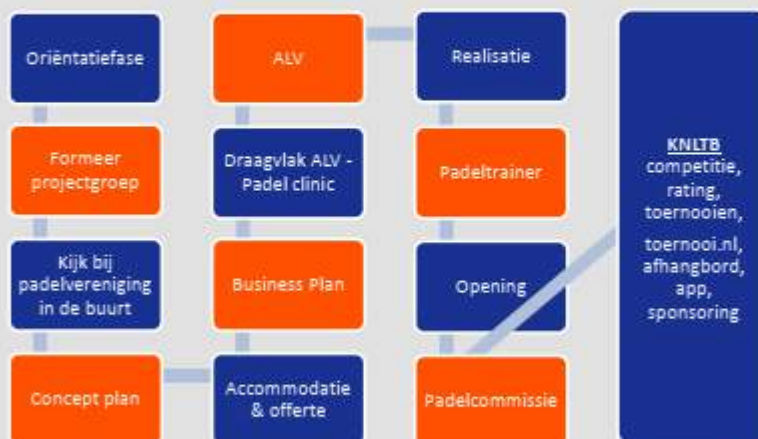 Oriëntatiefase
Formeer
projectgroep
Kijk bij
padelvereniging
in de buurt
Concept plan
Accommodatie
& offerte
Business Plan
Draagvlak ALV -
Padel clinic
ALV
Realisatie
Padeltrainer
Opening
Padelcommissie
KNLTB
competitie,
rating,
toernooien,
toernooi.nl,
afhangbord,
app,
sponsoring